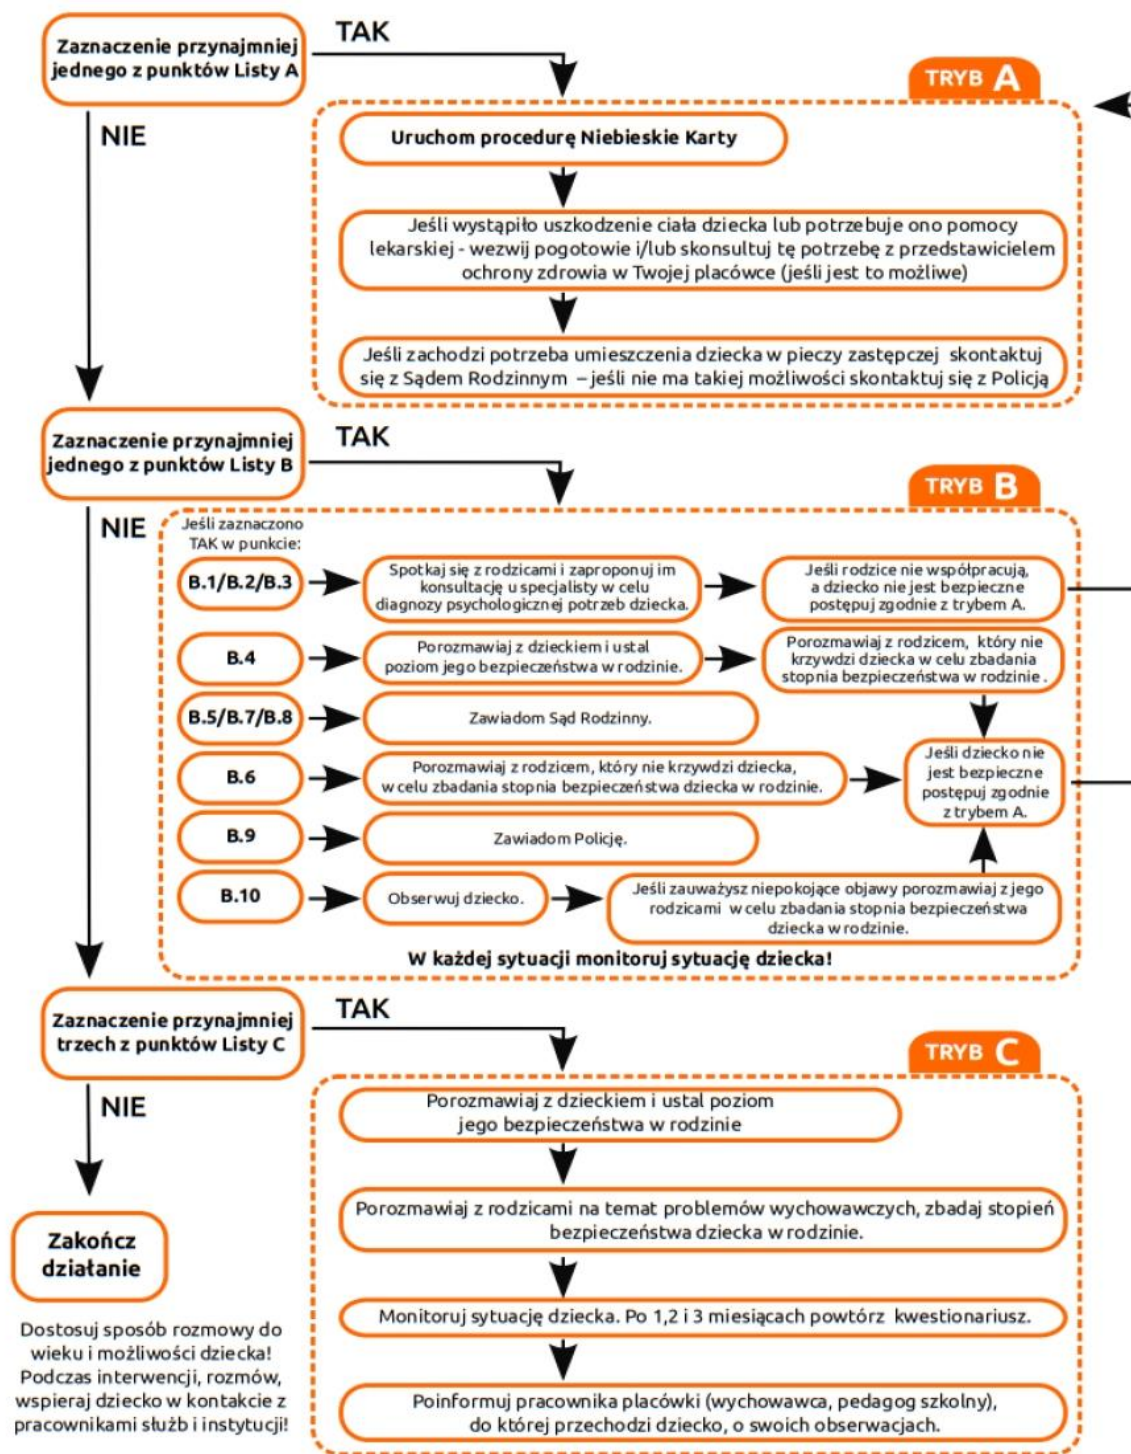 Zaznaczenie przynajmniej
jednego z punktów Listy A
TAK
NIE
TRYB A
Uruchom procedurę Niebieskie Karty
Jeśli wystąpiło uszkodzenie ciała dziecka lub potrzebuje ono pomocy
lekarskiej - wezwij pogotowie i/lub skonsultuj tę potrzebę z przedstawicielem
ochrony zdrowia w Twojej placówce (jeśli jest to możliwe)
Jeśli zachodzi potrzeba umieszczenia dziecka w pieczy zastępczej skontaktuj
się z Sądem Rodzinnym – jeśli nie ma takiej możliwości skontaktuj się z Policją
Zaznaczenie przynajmniej
jednego z punktów Listy B
TAK
NIE
TRYB B
Jeśli zaznaczono
TAK w punkcie:
B.1/B.2/B.3
Spotkaj się z rodzicami i zaproponuj im
konsultację u specjalisty w celu
diagnozy psychologicznej potrzeb dziecka.
Jeśli rodzice nie współpracują,
a dziecko nie jest bezpieczne
postępuj zgodnie z trybem A.
B.4
Porozmawiaj z dzieckiem i ustal
poziom jego bezpieczeństwa w rodzinie.
Porozmawiaj z rodzicem, który nie
krzywdzi dziecka w celu zbadania
stopnia bezpieczeństwa w rodzinie .
B.5/B.7/B.8
Zawiadom Sąd Rodzinny.
B.6
Porozmawiaj z rodzicem, który nie krzywdzi dziecka,
w celu zbadania stopnia bezpieczeństwa dziecka w rodzinie.
Jeśli dziecko nie
jest bezpieczne
postępuj zgodnie
z trybem A.
B.9
Zawiadom Policję.
B.10
Obserwuj dziecko.
Jeśli zauważysz niepokojące objawy porozmawiaj z jego
rodzicami w celu zbadania stopnia bezpieczeństwa
dziecka w rodzinie.
W każdej sytuacji monitoruj sytuację dziecka!
Zaznaczenie przynajmniej
trzech z punktów Listy C
TAK
NIE
TRYB C
Porozmawiaj z dzieckiem i ustal poziom
jego bezpieczeństwa w rodzinie
Porozmawiaj z rodzicami na temat problemów wychowawczych, zbadaj stopień
bezpieczeństwa dziecka w rodzinie.
Monitoruj sytuację dziecka. Po 1,2 i 3 miesiącach powtórz kwestionariusz.
Poinformuj pracownika placówki (wychowawca, pedagog szkolny),
do której przechodzi dziecko, o swoich obserwacjach.
Zakończ
działanie
Dostosuj sposób rozmowy do
wieku i możliwości dziecka!
Podczas interwencji, rozmów,
wspieraj dziecko w kontakcie z
pracownikami służb i instytucji!